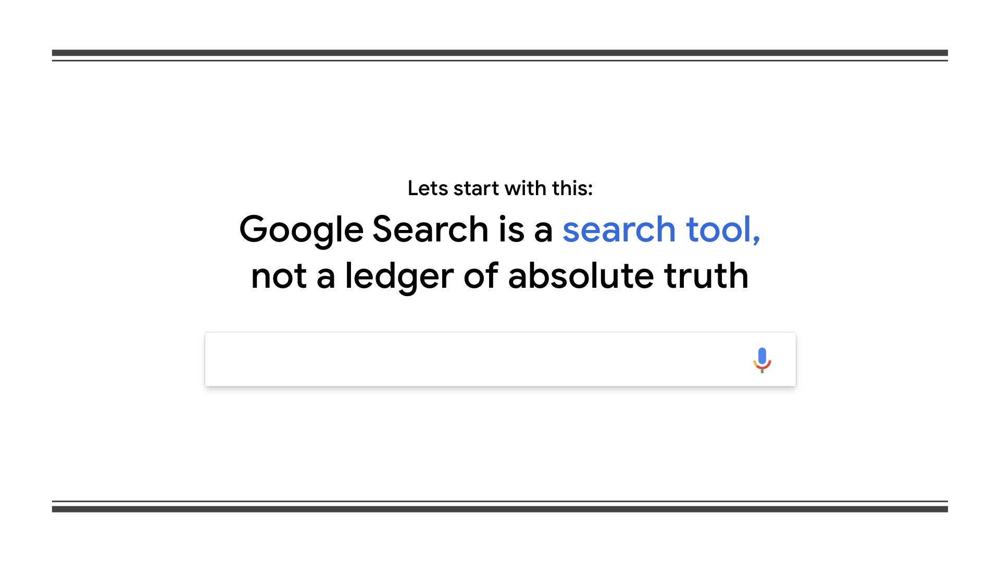 Lets start with this:
Google Search is a search tool,
not a ledger of absolute truth